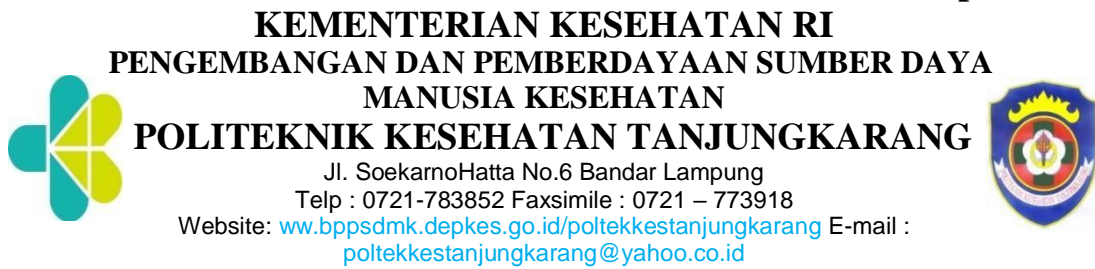 KEMENTERIAN KESEHATAN RI
PENGEMBANGAN DAN PEMBERDAYAAN SUMBER DAYA
MANUSIA KESEHATAN
POLITEKNIK KESEHATAN TANJUNGKARANG
Jl. SoekarnoHatta No.6 Bandar Lampung
Telp : 0721-783852 Faxsimile : 0721 – 773918
Website: ww.bppsdmk.depkes.go.id/poltekkestanjungkarang E-mail :
poltekkestanjungkarang@yahoo.co.id